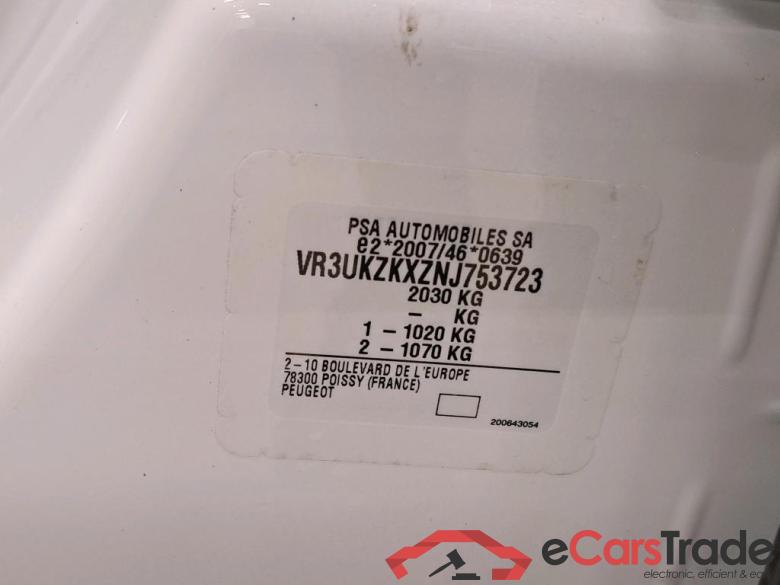 PSA AUTOMOBILES SA
e2*2007/46*0639
VR3UKZKXZNJ753723
2030 KG
- KG
1 - 1020 KG
2 - 1070 KG
2-10 BOULEVARD DE L'EUROPE
78300 POISSY (FRANCE)
PEUGEOT
200643054
eCarsTrade
electronic, efficient & e